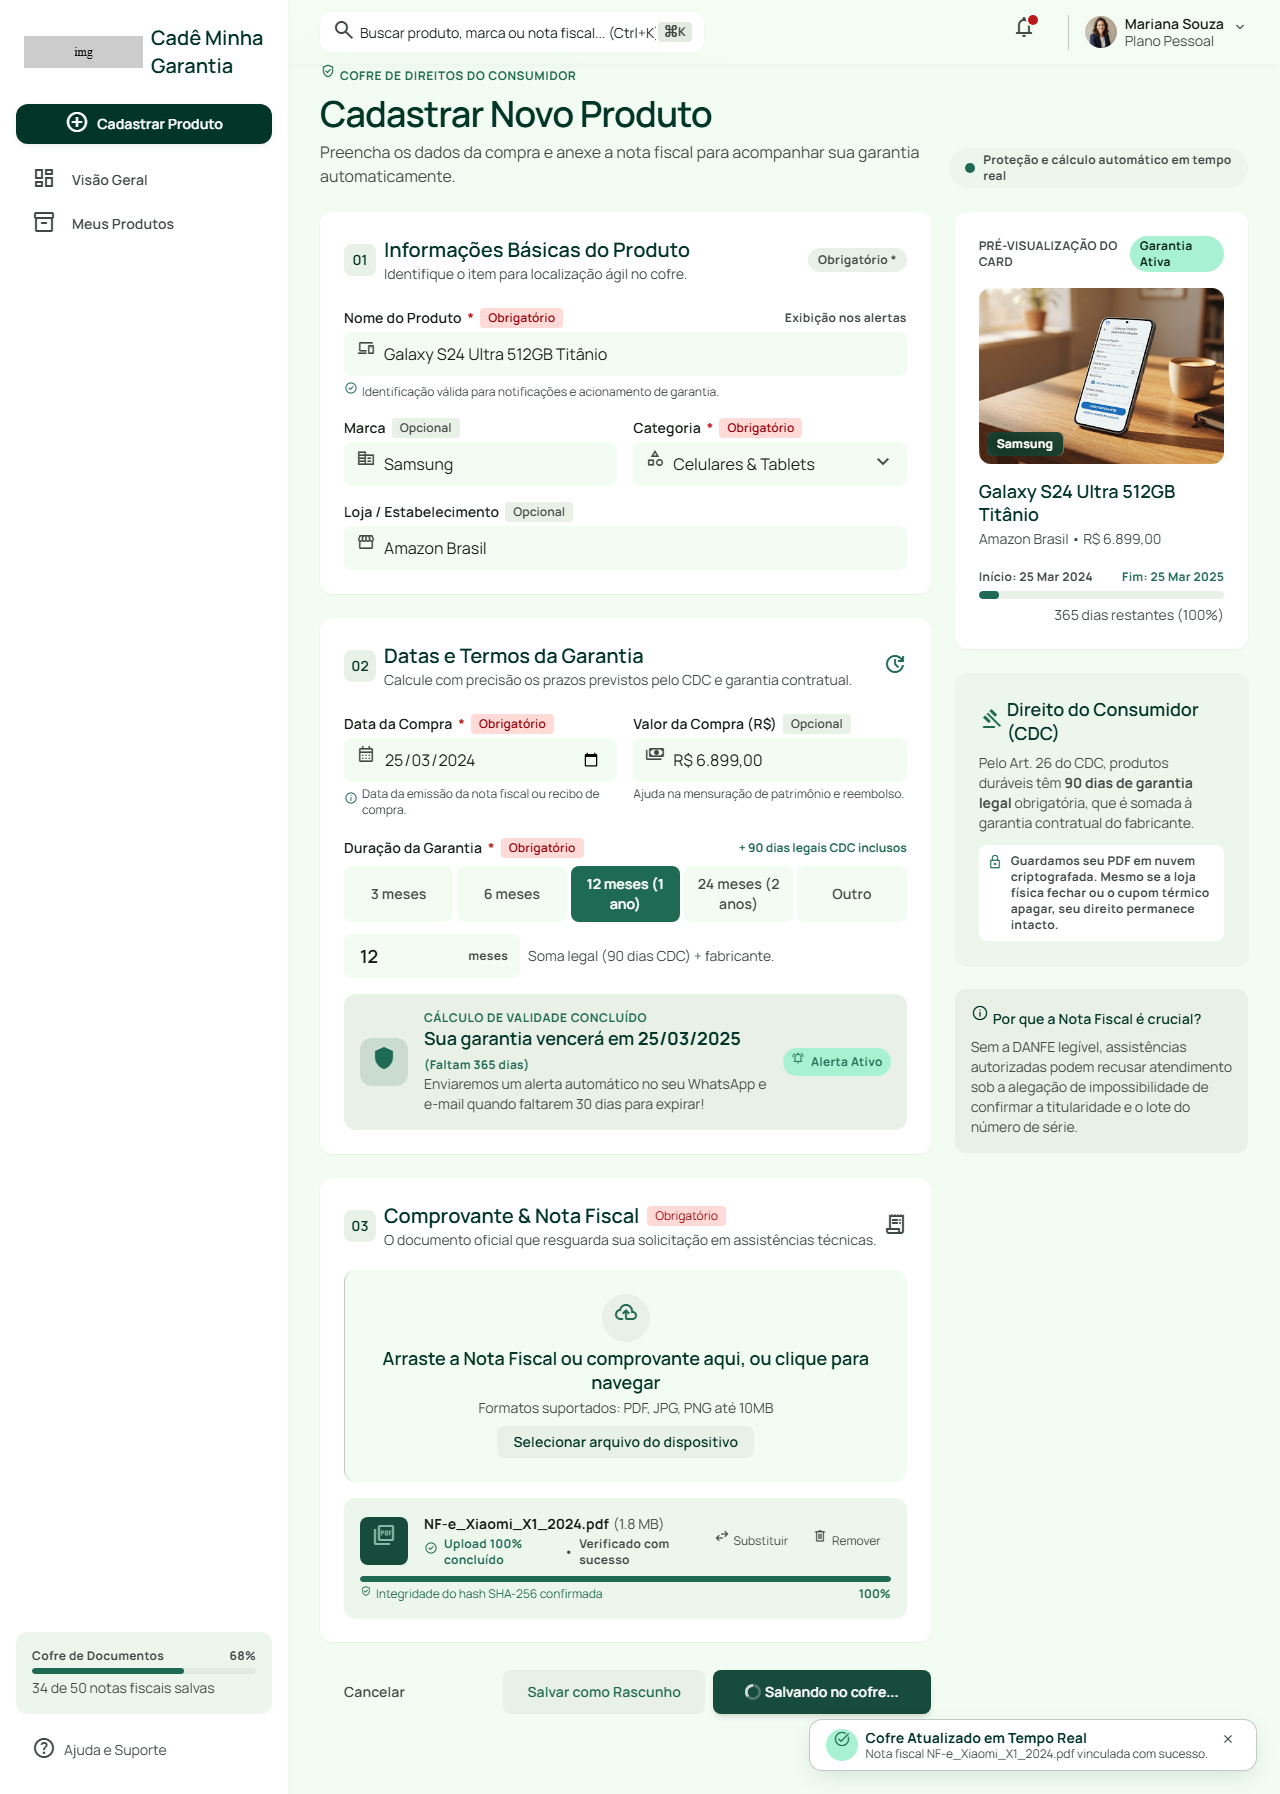 img
Cadê Minha
Garantia
Cadastrar Produto
Visão Geral
Meus Produtos
Cofre de Documentos 68%
34 de 50 notas fiscais salvas
Ajuda e Suporte
Buscar produto, marca ou nota fiscal... (Ctrl+K) ⌘K
Mariana Souza
Plano Pessoal
COFRE DE DIREITOS DO CONSUMIDOR
Cadastrar Novo Produto
Preencha os dados da compra e anexe a nota fiscal para acompanhar sua garantia
automaticamente.
Proteção e cálculo automático em tempo
real
01 Informações Básicas do Produto
Identifique o item para localização ágil no cofre.
Obrigatório *
Nome do Produto * Obrigatório Exibição nos alertas
Galaxy S24 Ultra 512GB Titânio
Identificação válida para notificações e acionamento de garantia.
Marca Opcional
Samsung
Categoria * Obrigatório
Celulares & Tablets
Loja / Estabelecimento Opcional
Amazon Brasil
02 Datas e Termos da Garantia
Calcule com precisão os prazos previstos pelo CDC e garantia contratual.
Data da Compra * Obrigatório
25/03/2024
Data da emissão da nota fiscal ou recibo de
compra.
Valor da Compra (R$) Opcional
R$ 6.899,00
Ajuda na mensuração de patrimônio e reembolso.
Duração da Garantia * Obrigatório + 90 dias legais CDC inclusos
3 meses
6 meses
12 meses (1
ano)
24 meses (2
anos)
Outro
12 meses Soma legal (90 dias CDC) + fabricante.
CÁLCULO DE VALIDADE CONCLUÍDO
Sua garantia vencerá em 25/03/2025
(Faltam 365 dias)
Enviaremos um alerta automático no seu WhatsApp e
e-mail quando faltarem 30 dias para expirar!
Alerta Ativo
03 Comprovante & Nota Fiscal Obrigatório
O documento oficial que resguarda sua solicitação em assistências técnicas.
Arraste a Nota Fiscal ou comprovante aqui, ou clique para
navegar
Formatos suportados: PDF, JPG, PNG até 10MB
Selecionar arquivo do dispositivo
PDF
NF-e_Xiaomi_X1_2024.pdf (1.8 MB)
Upload 100%
concluído
• Verificado com
sucesso
Substituir
Remover
Integridade do hash SHA-256 confirmada 100%
Cancelar
Salvar como Rascunho
Salvando no cofre...
PRÉ-VISUALIZAÇÃO DO
CARD
Garantia
Ativa
Samsung
Galaxy S24 Ultra 512GB
Titânio
Amazon Brasil • R$ 6.899,00
Início: 25 Mar 2024 Fim: 25 Mar 2025
365 dias restantes (100%)
Direito do Consumidor
(CDC)
Pelo Art. 26 do CDC, produtos
duráveis têm 90 dias de garantia
legal obrigatória, que é somada à
garantia contratual do fabricante.
Guardamos seu PDF em nuvem
criptografada. Mesmo se a loja
física fechar ou o cupom térmico
apagar, seu direito permanece
intacto.
Por que a Nota Fiscal é crucial?
Sem a DANFE legível, assistências
autorizadas podem recusar atendimento
sob a alegação de impossibilidade de
confirmar a titularidade e o lote do
número de série.
Cofre Atualizado em Tempo Real
Nota fiscal NF-e_Xiaomi_X1_2024.pdf vinculada com sucesso.